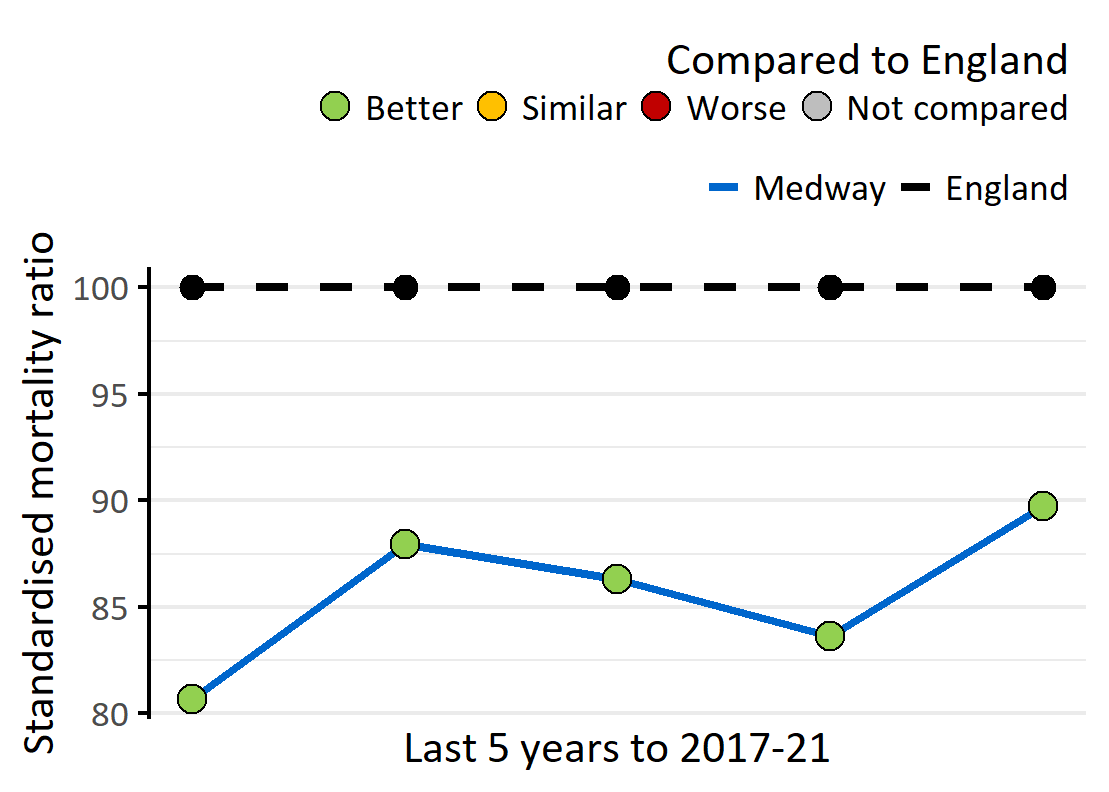 Compared to England
Better Similar Worse Not compared
Medway England
Standardised mortality ratio
100
95
90
85
80
Last 5 years to 2017-21